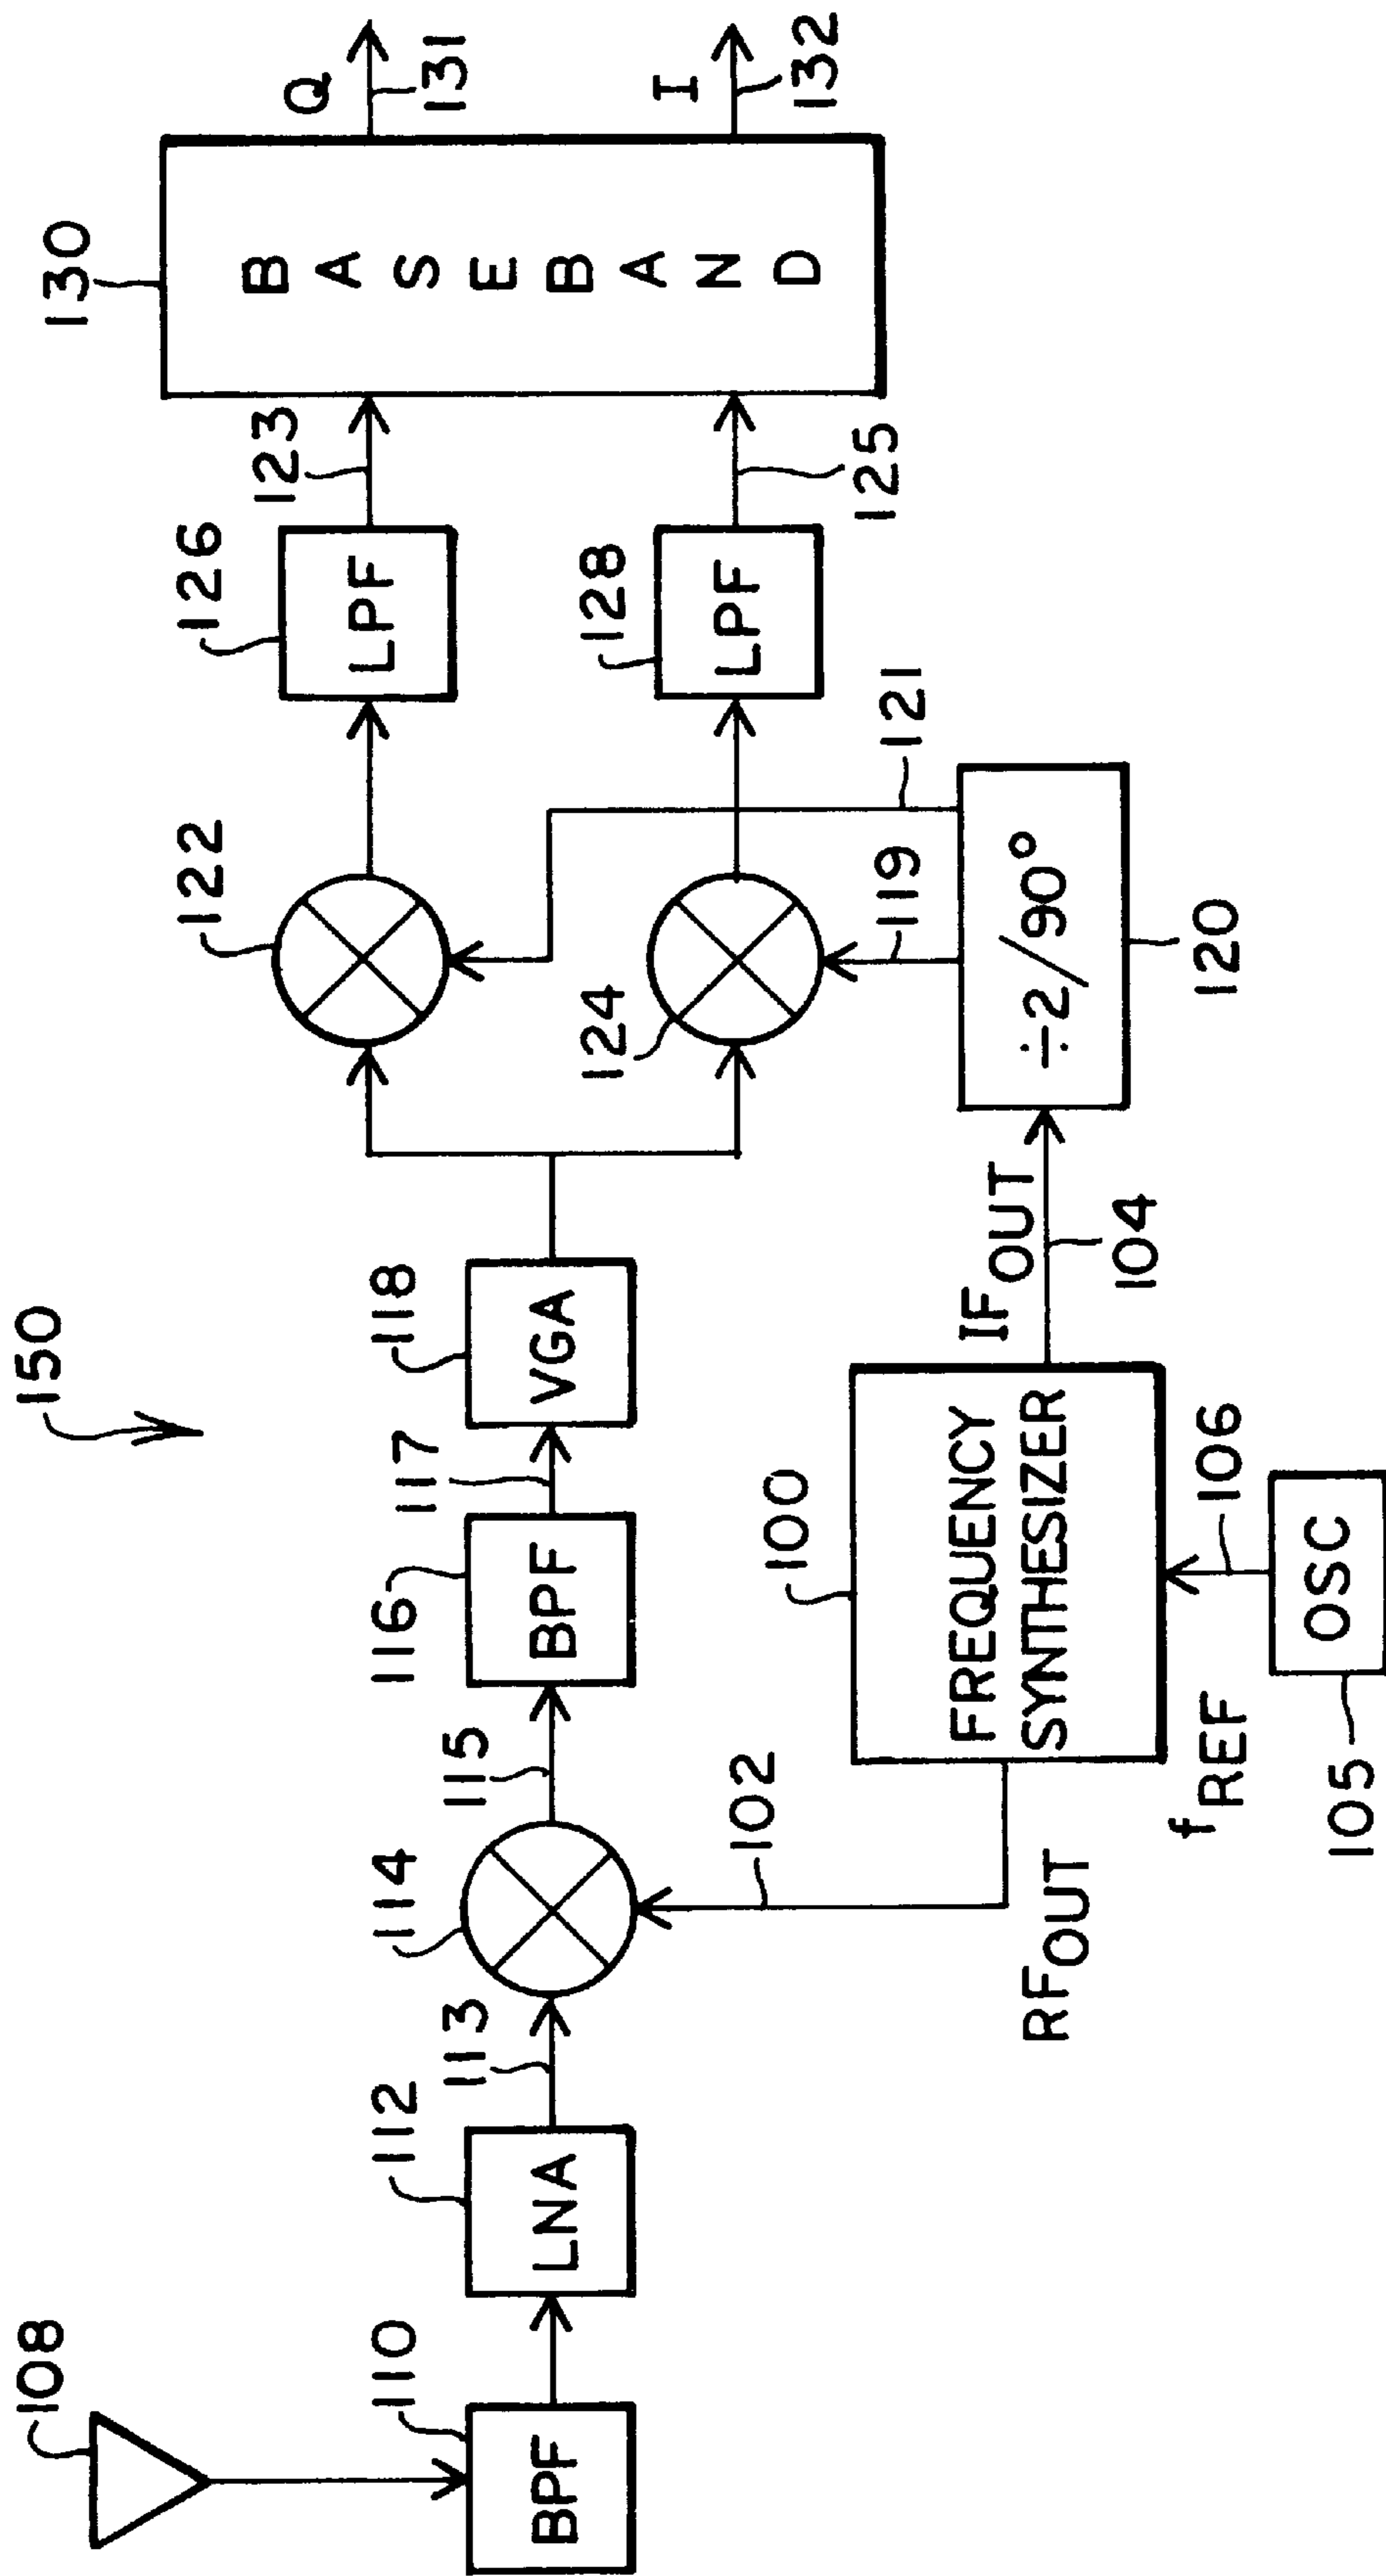 150
108
110
BPF
112
LNA
113
114
115
116
BPF
117
118
VGA
122
124
126
LPF
128
LPF
123
125
130
BASEBAND
Q
131
I
132
102
RFOUT
100
FREQUENCY
SYNTHESIZER
IFOUT
104
÷2/90°
120
119
121
fREF
106
OSC
105